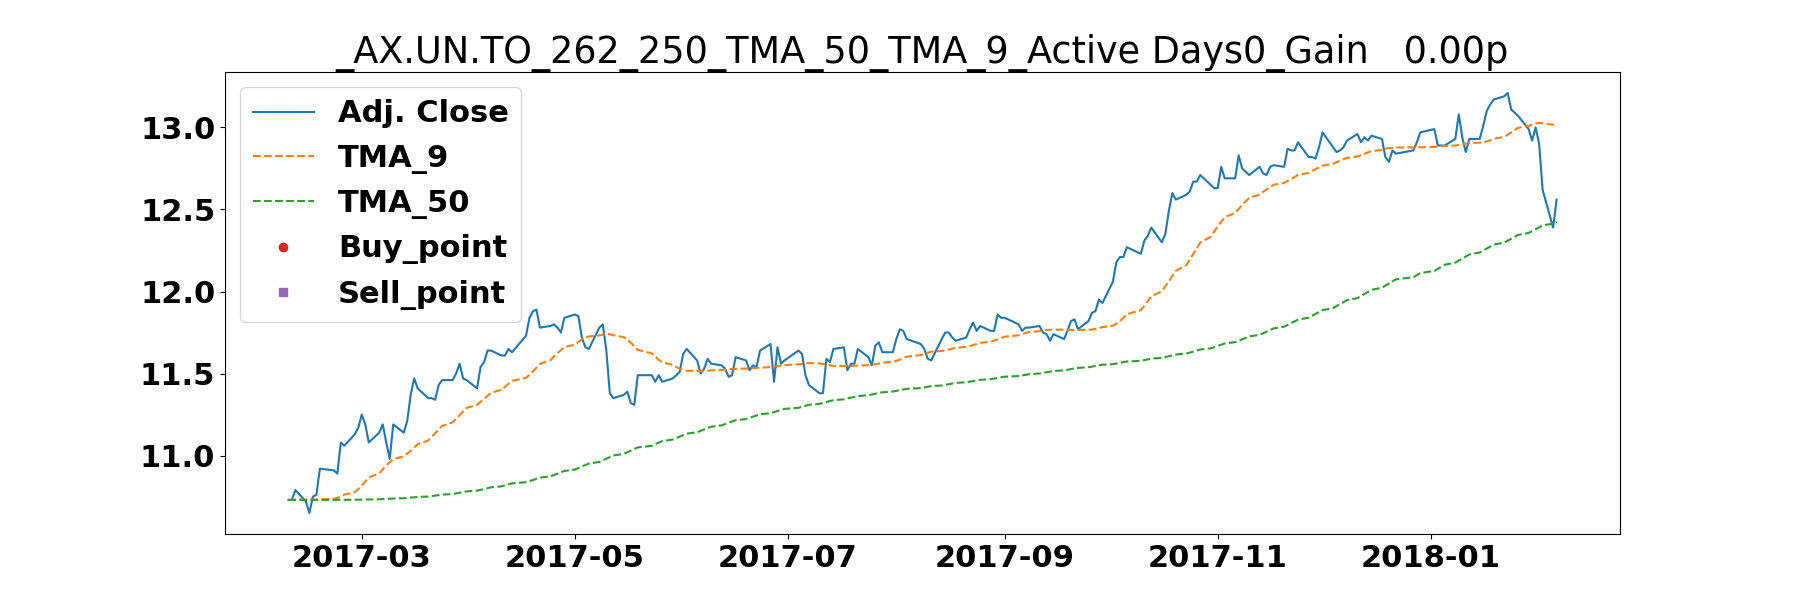 _AX.UN.TO_262_250_TMA_50_TMA_9_Active Days0_Gain   0.00p
Adj. Close
TMA_9
TMA_50
Buy_point
Sell_point
13.0
12.5
12.0
11.5
11.0
2017-03 2017-05 2017-07 2017-09 2017-11 2018-01